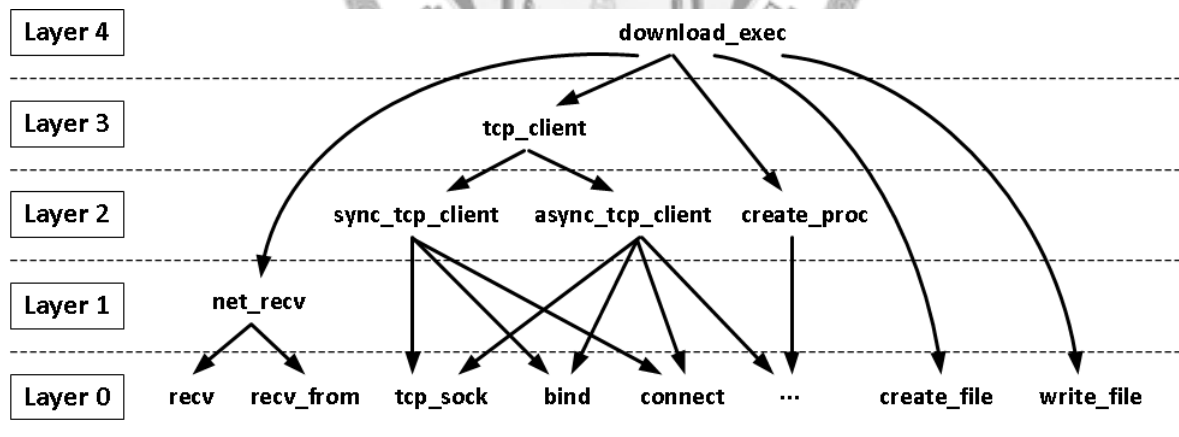 Layer 4 download_exec
Layer 3 tcp_client
Layer 2 sync_tcp_client async_tcp_client create_proc
Layer 1 net_recv
Layer 0 recv recv_from tcp_sock bind connect ... create_file write_file